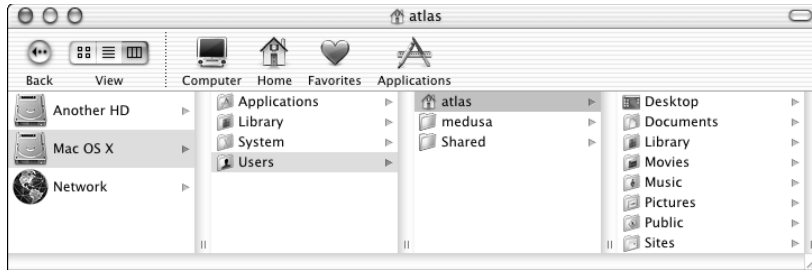 atlas
Back
View
Computer
Home
Favorites
Applications
Another HD
Mac OS X
Network
Applications
Library
System
Users
atlas
medusa
Shared
Desktop
Documents
Library
Movies
Music
Pictures
Public
Sites